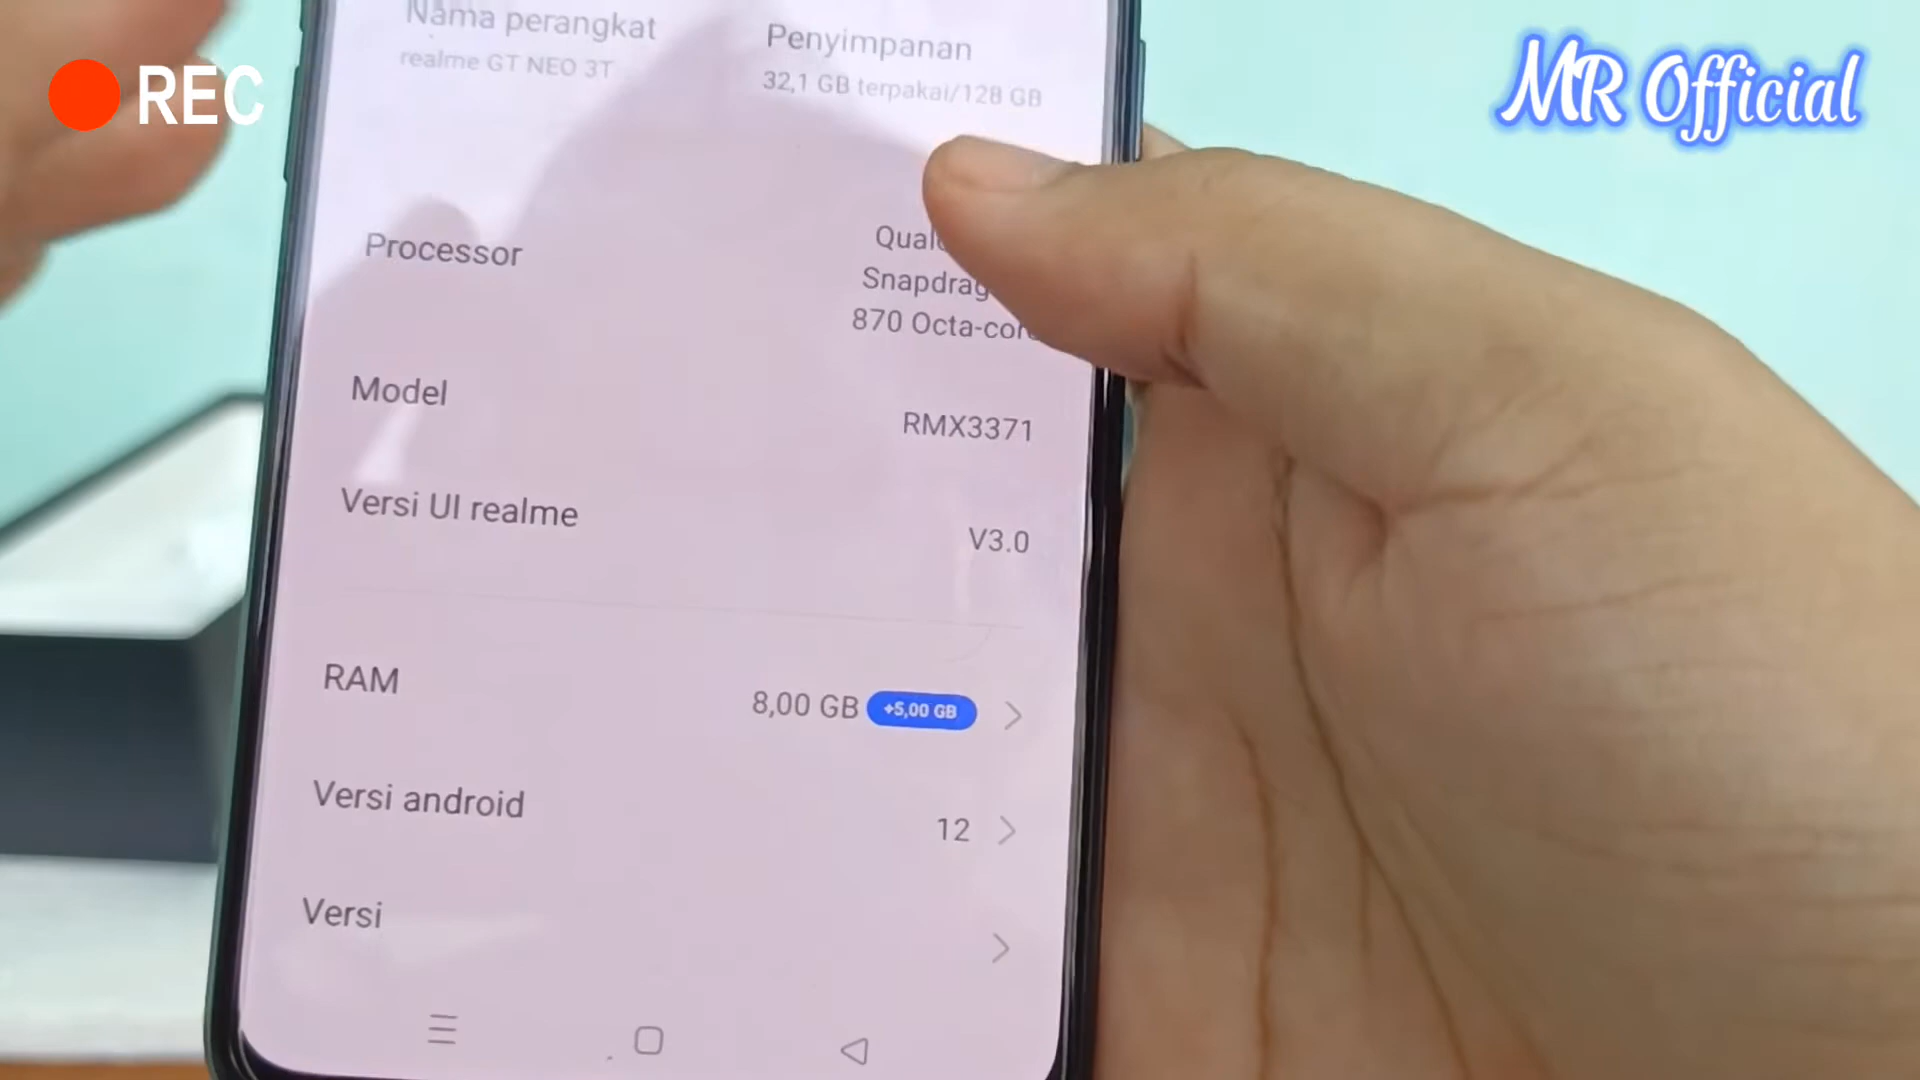 REC
MR Official
Nama perangkat
realme GT NEO 3T
Penyimpanan
32,1 GB terpakai/128 GB
Processor
Snapdrag
870 Octa-cor
Model
RMX3371
Versi UI realme
V3.0
RAM
8,00 GB +5,00 GB
Versi android
12
Versi